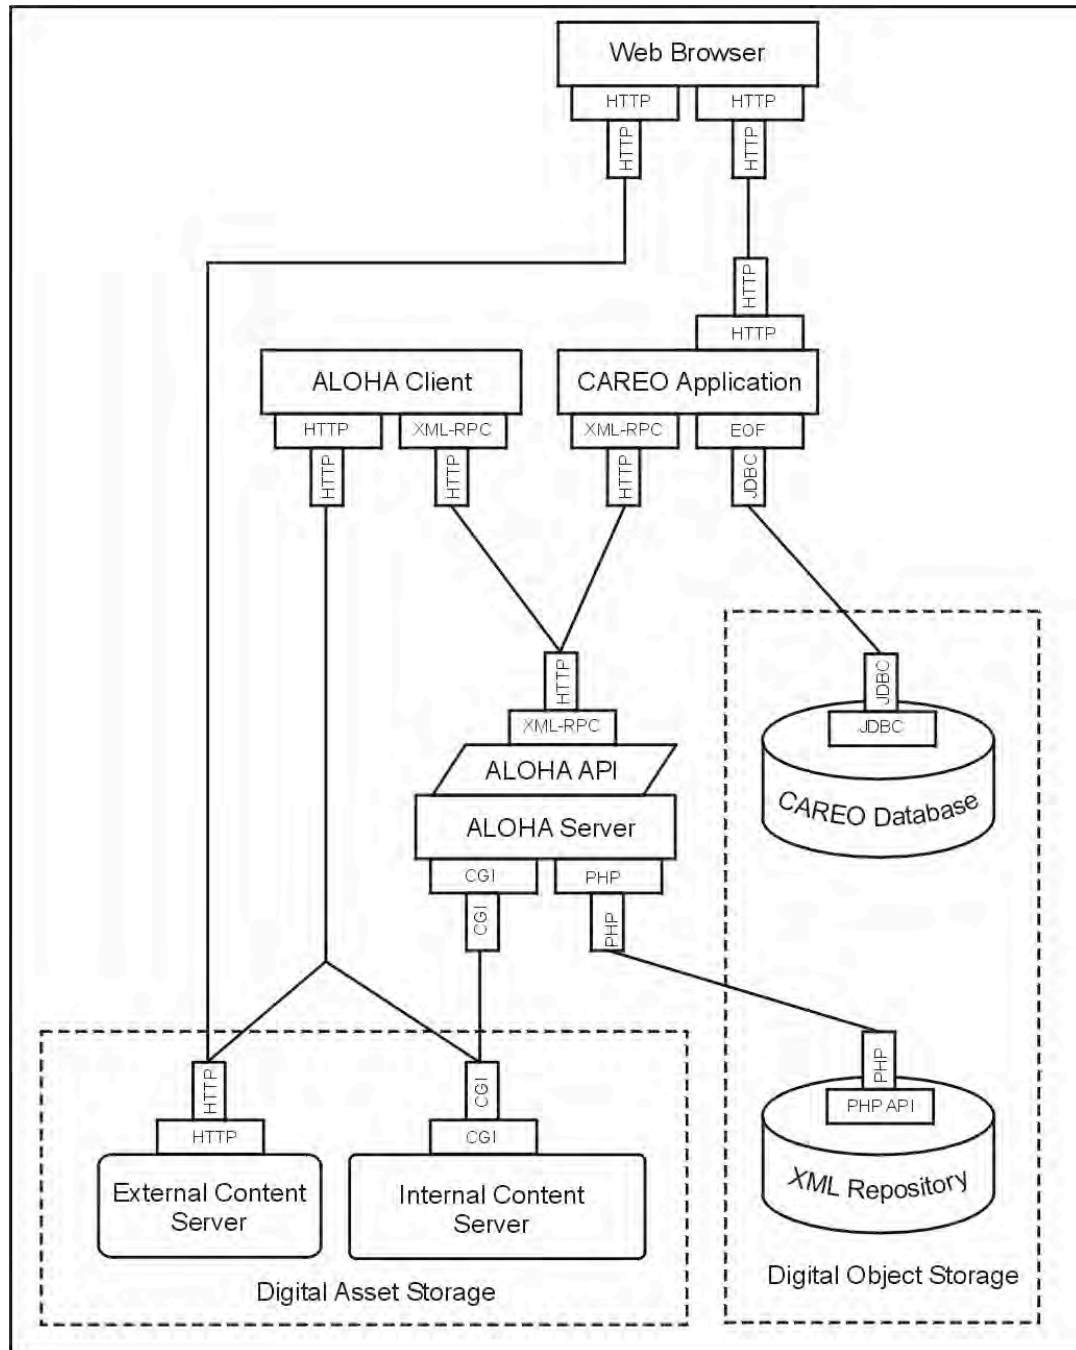 Web Browser
HTTP HTTP
HTTP HTTP
HTTP
HTTP
ALOHA Client CAREO Application
HTTP XML-RPC XML-RPC EOF
HTTP HTTP HTTP JDBC
HTTP JDBC
XML-RPC JDBC
ALOHA API
CAREO Database
ALOHA Server
CGI PHP
CGI PHP
HTTP CGI PHP
HTTP CGI PHP API
External Content
Server
Internal Content
Server
XML Repository
Digital Asset Storage
Digital Object Storage